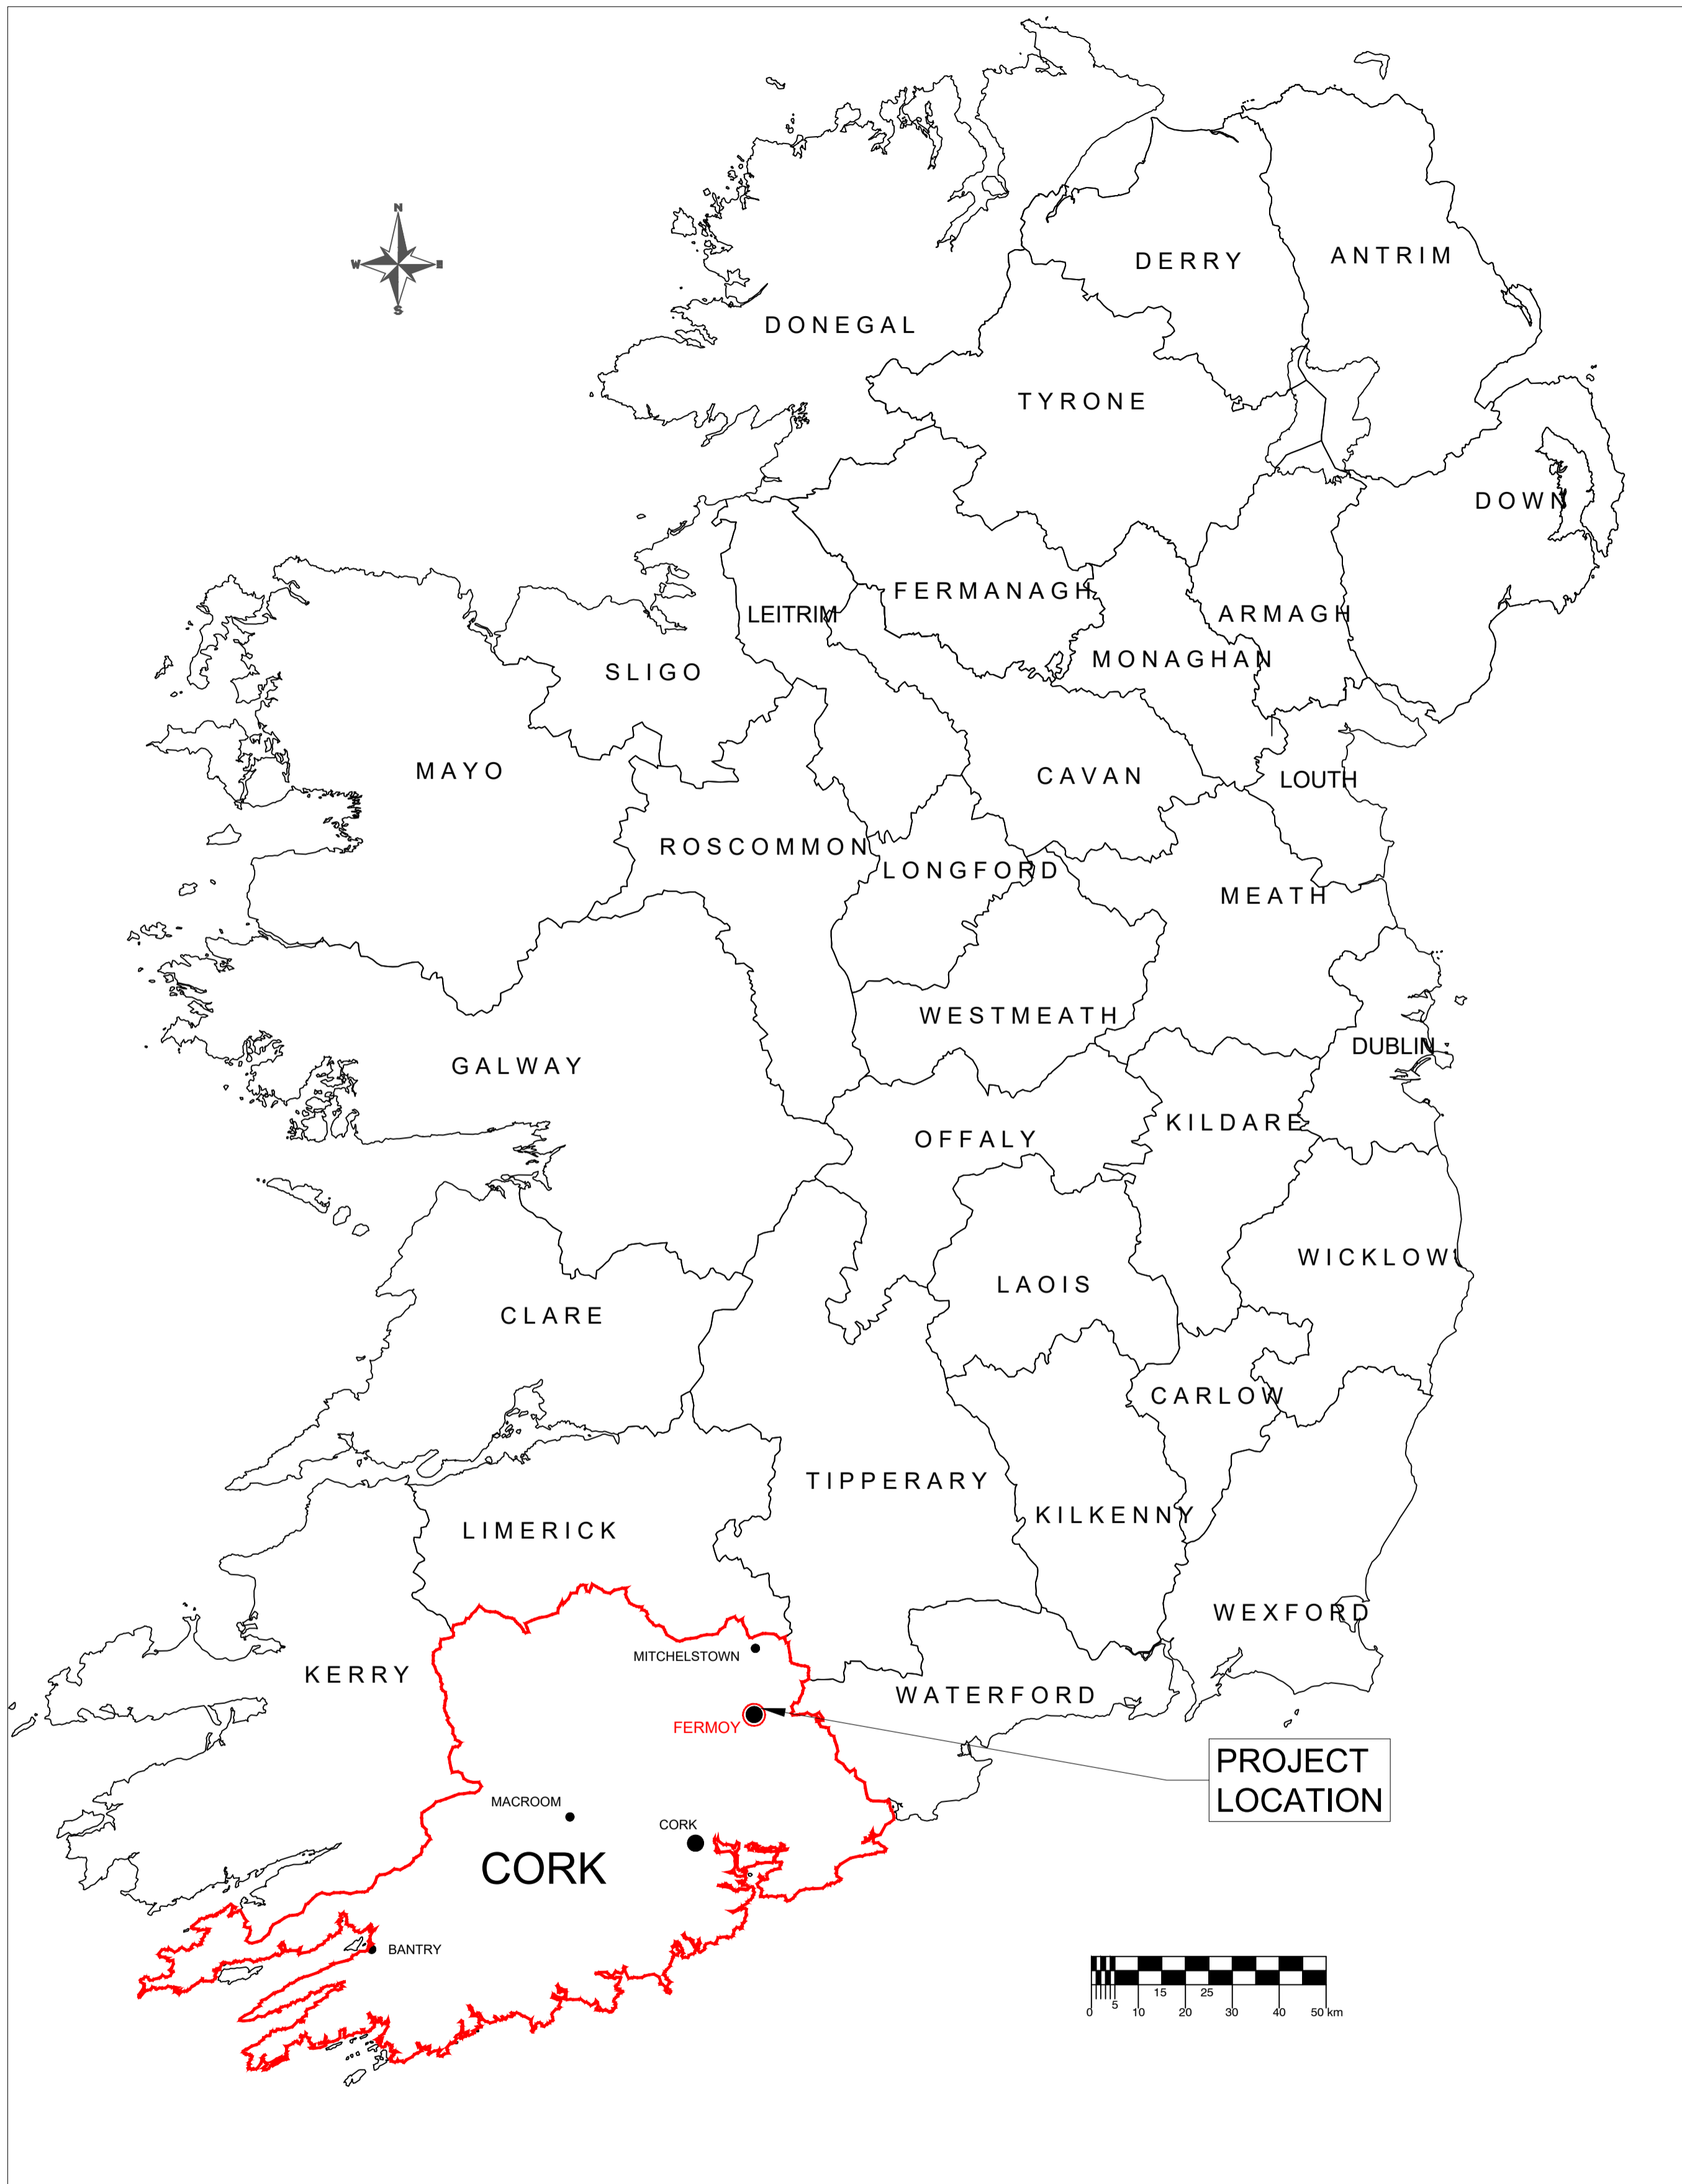 N
W
E
S
DERRY
ANTRIM
DONEGAL
TYRONE
DOWN
FERMANAGH
LEITRIM
ARMAGH
MONAGHAN
SLIGO
MAYO
CAVAN
LOUTH
ROSCOMMON
LONGFORD
MEATH
WESTMEATH
DUBLIN
GALWAY
KILDARE
OFFALY
WICKLOW
LAOIS
CLARE
CARLOW
TIPPERARY
KILKENNY
LIMERICK
WEXFORD
MITCHELSTOWN
KERRY
WATERFORD
FERMOY
PROJECT
LOCATION
MACROOM
CORK
CORK
BANTRY
15 25
0 5 10 20 30 40 50 km